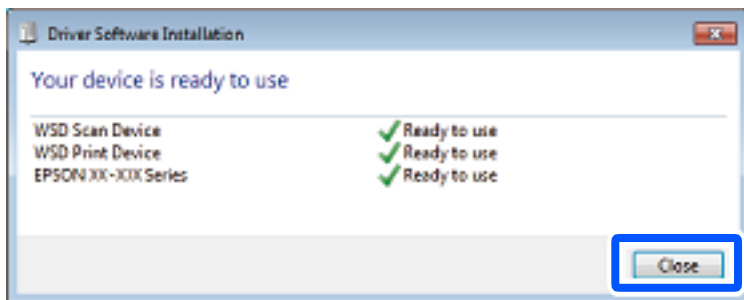 Driver Software Installation
Your device is ready to use
WSD Scan Device Ready to use
WSD Print Device Ready to use
EPSON XX-XXX Series Ready to use
Close